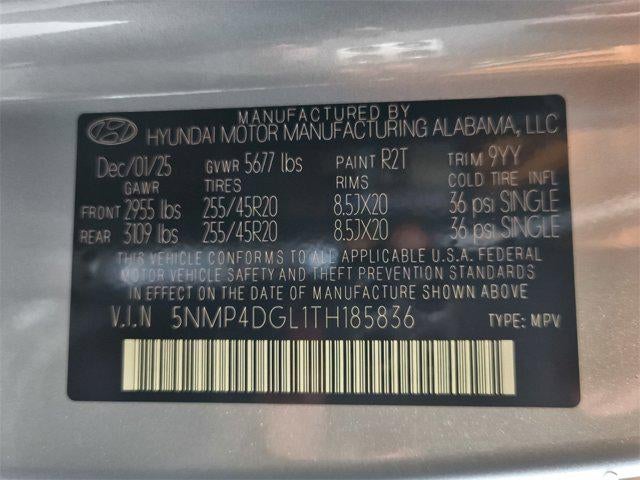 MANUFACTURED BY
HYUNDAI MOTOR MANUFACTURING ALABAMA, LLC
Dec/01/25 GVWR 5677 lbs PAINT R2T TRIM 9YY
GAWR TIRES RIMS COLD TIRE INFL
FRONT 2955 lbs 255/45R20 8.5JX20 36 psi SINGLE
REAR 3109 lbs 255/45R20 8.5JX20 36 psi SINGLE
THIS VEHICLE CONFORMS TO ALL APPLICABLE U.S.A. FEDERAL
MOTOR VEHICLE SAFETY AND THEFT PREVENTION STANDARDS
IN EFFECT ON THE DATE OF MANUFACTURE SHOWN ABOVE
V.I.N 5NMP4DGL1TH185836 TYPE: MPV